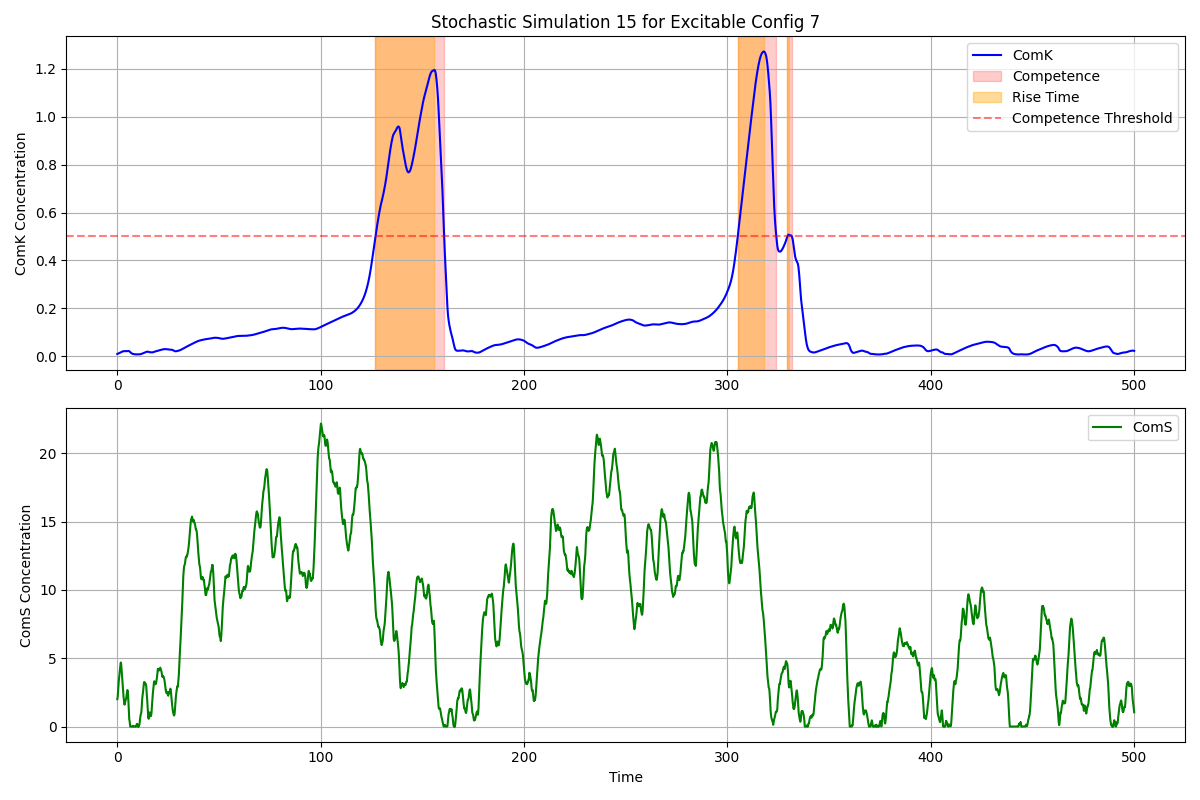 Stochastic Simulation 15 for Excitable Config 7
ComK Concentration
1.2
1.0
0.8
0.6
0.4
0.2
0.0
ComK
Competence
Rise Time
Competence Threshold
0 100 200 300 400 500
ComS Concentration
20
15
10
5
0
ComS
0 100 200 300 400 500
Time